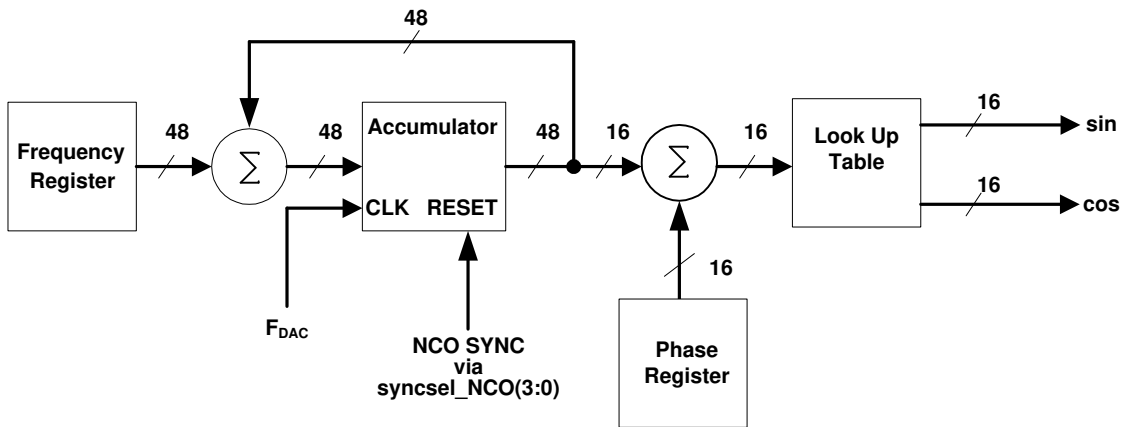 48
Frequency
Register
48
Σ
48
Accumulator
CLK RESET
48
16
Σ
16
Look Up
Table
16
sin
16
cos
F_DAC
NCO SYNC
via
syncsel_NCO(3:0)
16
Phase
Register